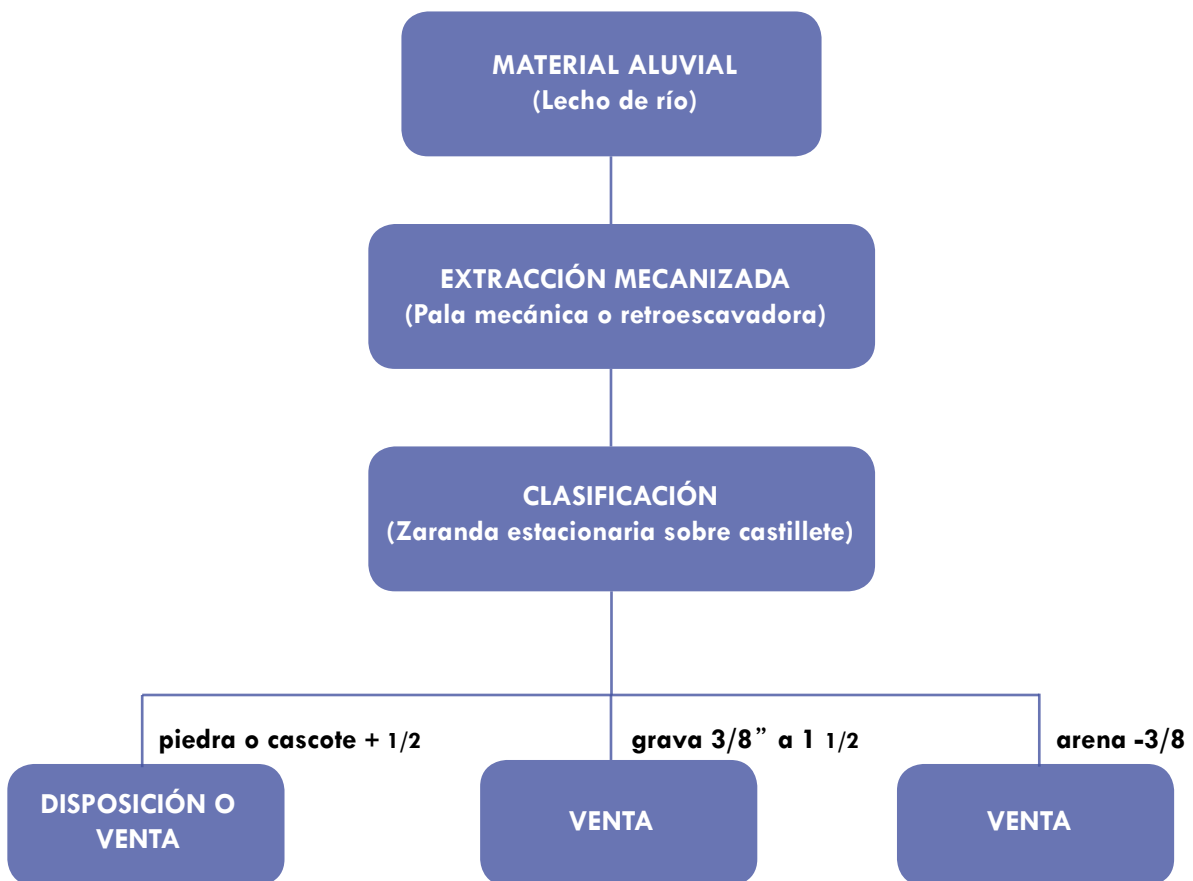 MATERIAL ALUVIAL
(Lecho de río)
EXTRACCIÓN MECANIZADA
(Pala mecánica o retroescavadora)
CLASIFICACIÓN
(Zaranda estacionaria sobre castillete)
piedra o cascote + 1/2
grava 3/8” a 1 1/2
arena -3/8
DISPOSICIÓN O
VENTA
VENTA
VENTA